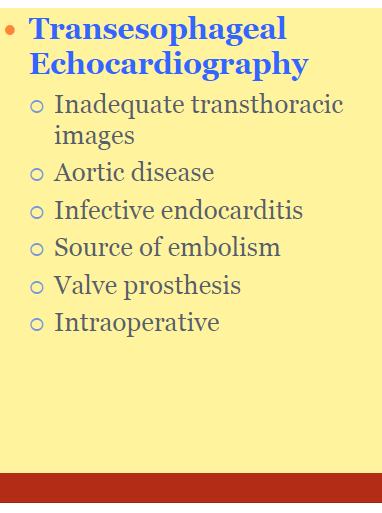 Transesophageal
Echocardiography
Inadequate transthoracic
images
Aortic disease
Infective endocarditis
Source of embolism
Valve prosthesis
Intraoperative